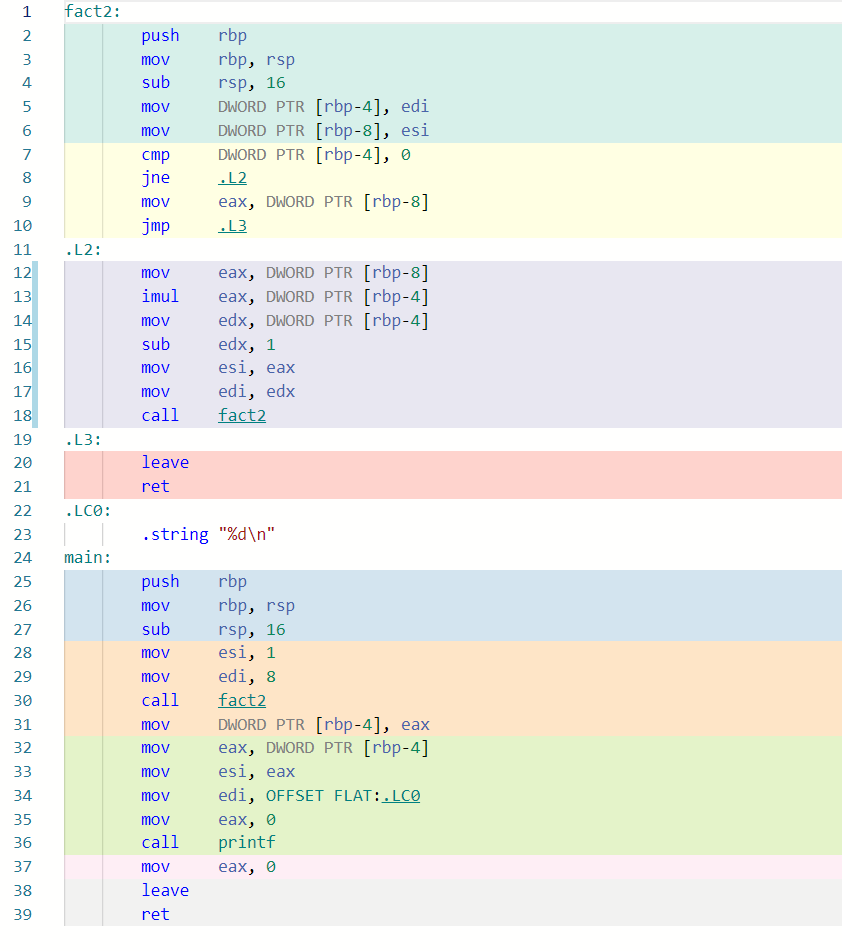 1 fact2:
2 push rbp
3 mov rbp, rsp
4 sub rsp, 16
5 mov DWORD PTR [rbp-4], edi
6 mov DWORD PTR [rbp-8], esi
7 cmp DWORD PTR [rbp-4], 0
8 jne .L2
9 mov eax, DWORD PTR [rbp-8]
10 jmp .L3
11 .L2:
12 mov eax, DWORD PTR [rbp-8]
13 imul eax, DWORD PTR [rbp-4]
14 mov edx, DWORD PTR [rbp-4]
15 sub edx, 1
16 mov esi, eax
17 mov edi, edx
18 call fact2
19 .L3:
20 leave
21 ret
22 .LC0:
23 .string "%d\n"
24 main:
25 push rbp
26 mov rbp, rsp
27 sub rsp, 16
28 mov esi, 1
29 mov edi, 8
30 call fact2
31 mov DWORD PTR [rbp-4], eax
32 mov eax, DWORD PTR [rbp-4]
33 mov esi, eax
34 mov edi, OFFSET FLAT:.LC0
35 mov eax, 0
36 call printf
37 mov eax, 0
38 leave
39 ret